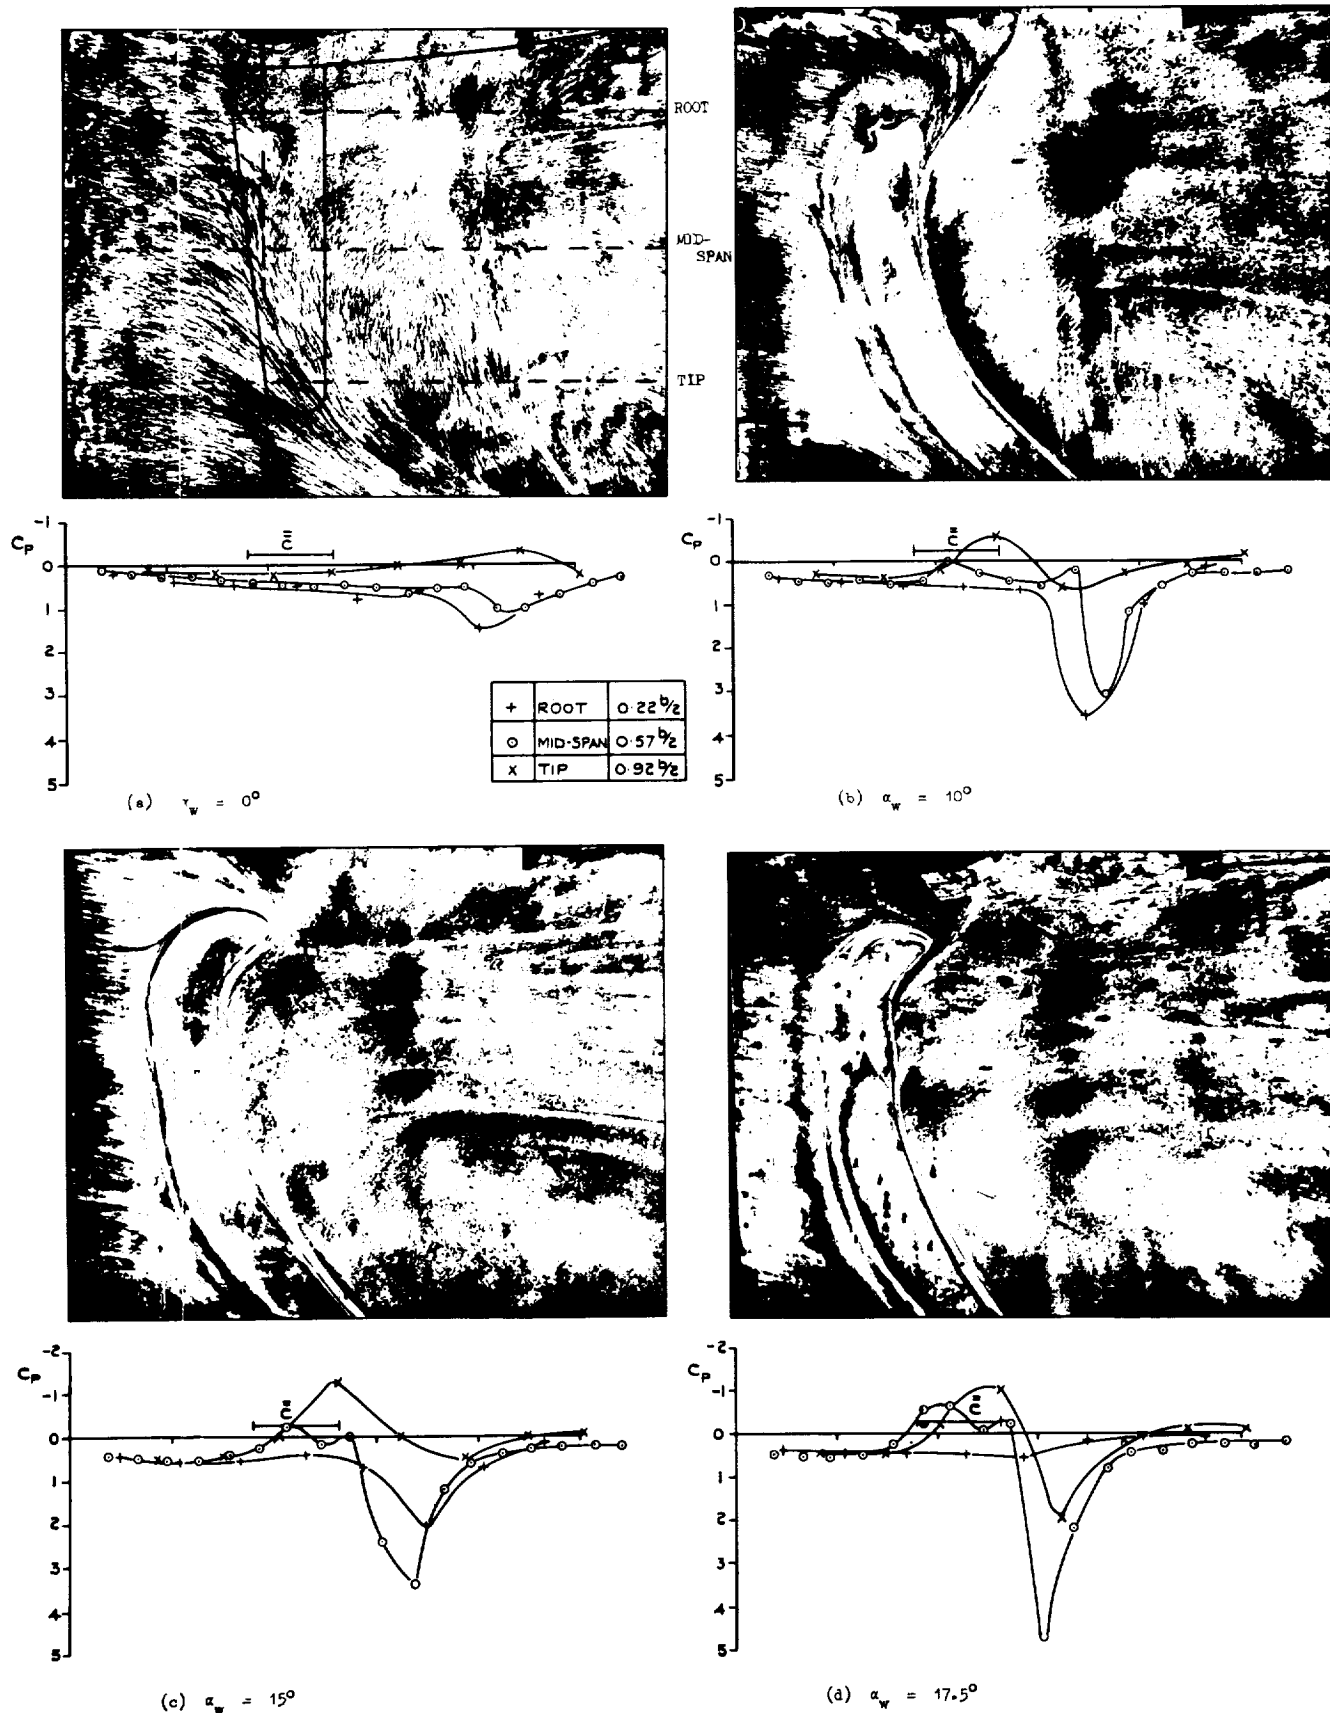 ROOT
MID-
SPAN
TIP
Cp
-1
0
1
2
3
4
5
c̿
+ ROOT 0.22 b/2
⊙ MID-SPAN 0.57 b/2
× TIP 0.92 b/2
(a) γw = 0°
-1
0
1
2
3
4
5
c̿
(b) αw = 10°
Cp
-2
-1
0
1
2
3
4
5
c̿
(c) αw = 15°
Cp
-2
-1
0
1
2
3
4
5
c̿
(d) αw = 17.5°